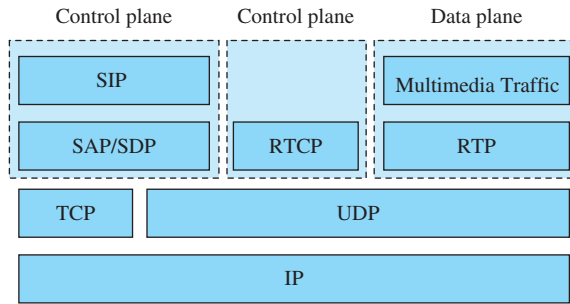 Control plane
Control plane
Data plane
SIP
Multimedia Traffic
SAP/SDP
RTCP
RTP
TCP
UDP
IP